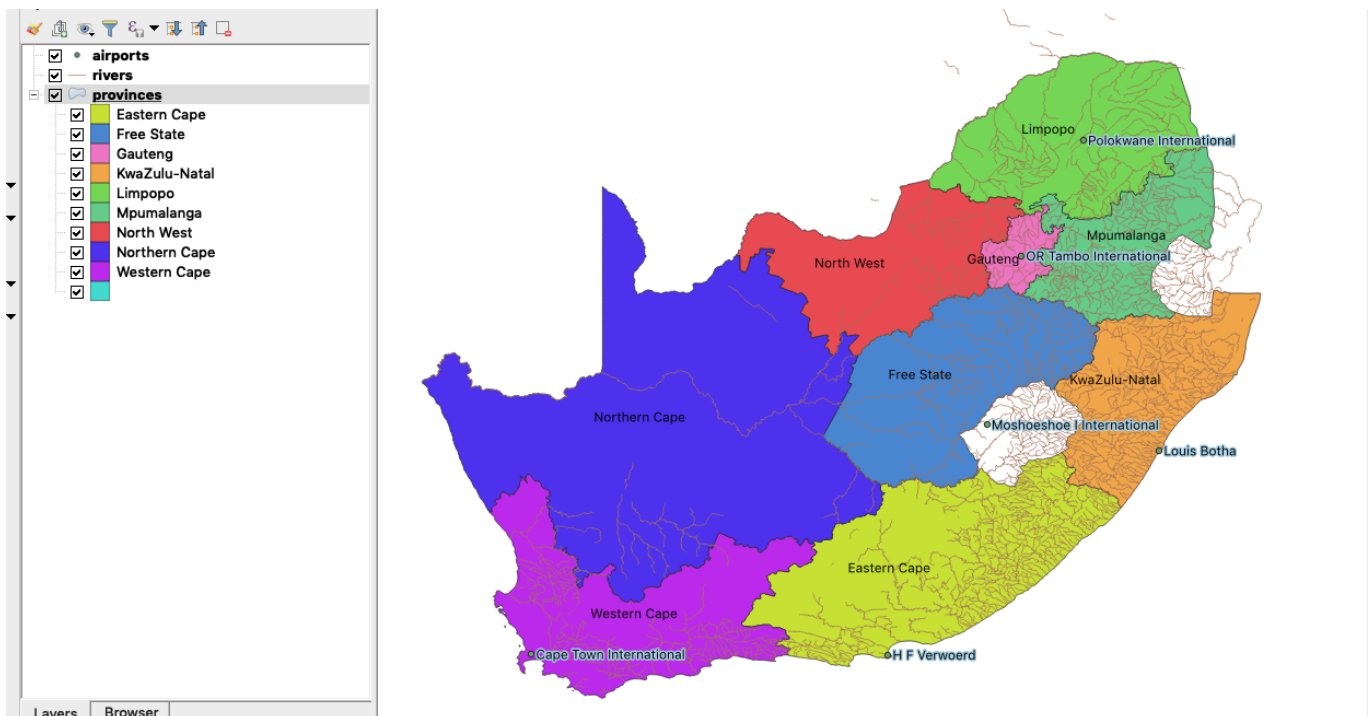 airports
rivers
provinces
Eastern Cape
Free State
Gauteng
KwaZulu-Natal
Limpopo
Mpumalanga
North West
Northern Cape
Western Cape
Layers Browser
Limpopo
Polokwane International
Mpumalanga
North West
Gauteng
OR Tambo International
Free State
KwaZulu-Natal
Northern Cape
Moshoeshoe I International
Louis Botha
Eastern Cape
Western Cape
Cape Town International
H F Verwoerd